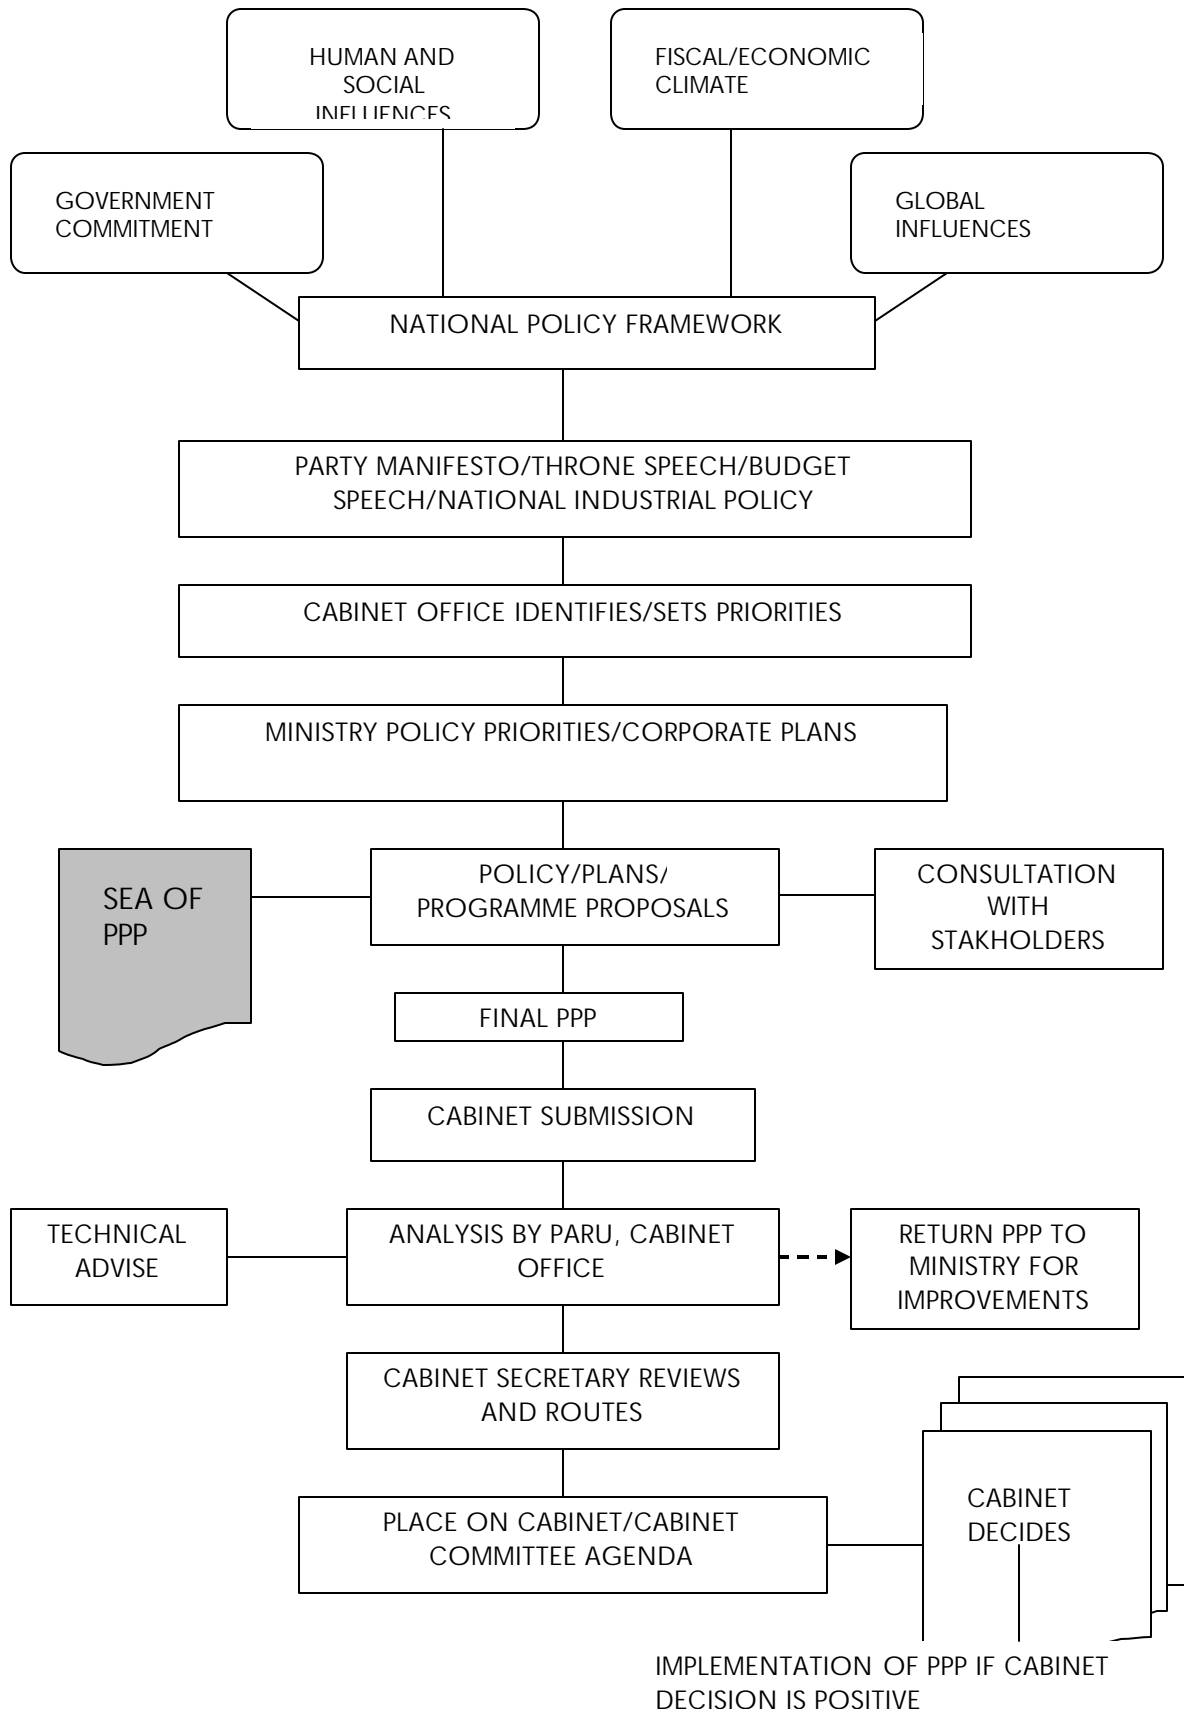 HUMAN AND
SOCIAL
INFLUENCES
FISCAL/ECONOMIC
CLIMATE
GOVERNMENT
COMMITMENT
GLOBAL
INFLUENCES
NATIONAL POLICY FRAMEWORK
PARTY MANIFESTO/THRONE SPEECH/BUDGET
SPEECH/NATIONAL INDUSTRIAL POLICY
CABINET OFFICE IDENTIFIES/SETS PRIORITIES
MINISTRY POLICY PRIORITIES/CORPORATE PLANS
SEA OF
PPP
POLICY/PLANS/
PROGRAMME PROPOSALS
CONSULTATION
WITH
STAKHOLDERS
FINAL PPP
CABINET SUBMISSION
TECHNICAL
ADVISE
ANALYSIS BY PARU, CABINET
OFFICE
RETURN PPP TO
MINISTRY FOR
IMPROVEMENTS
CABINET SECRETARY REVIEWS
AND ROUTES
PLACE ON CABINET/CABINET
COMMITTEE AGENDA
CABINET
DECIDES
IMPLEMENTATION OF PPP IF CABINET
DECISION IS POSITIVE